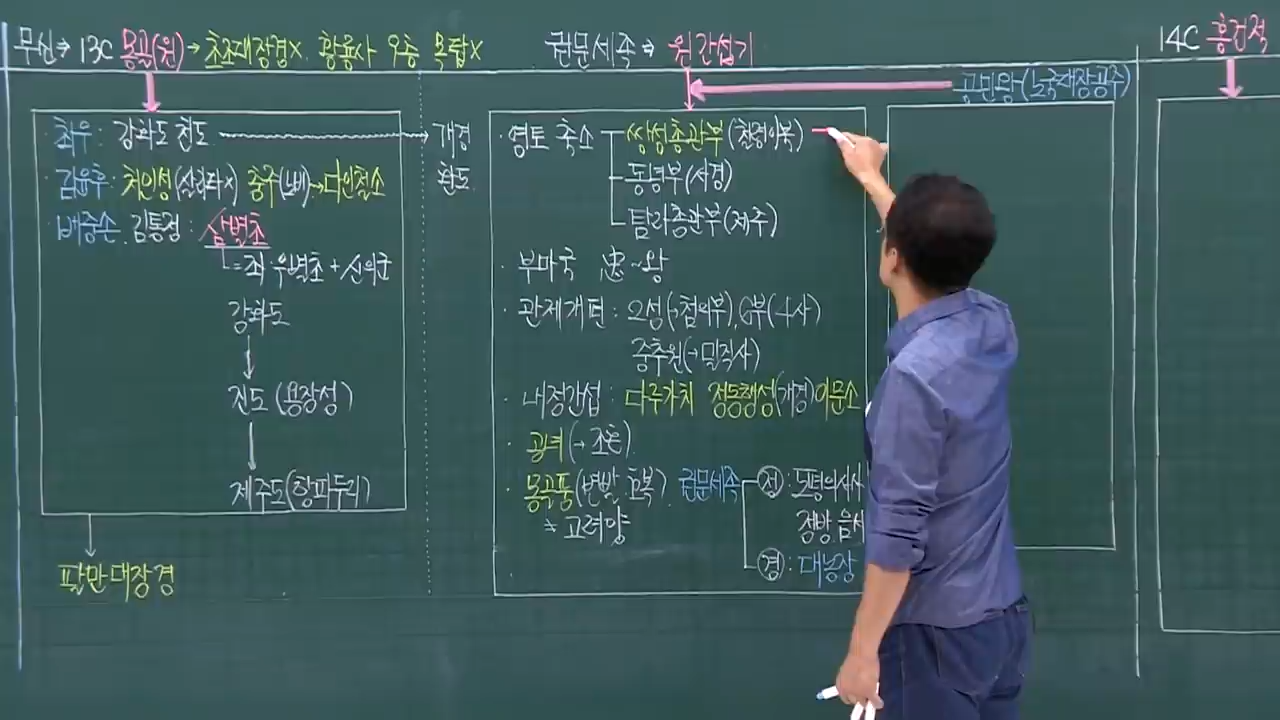 무신→ 13C 몽골(원)→초조대장경X 황룡사 9층 목탑X
권문세족⇒ 원간섭기
14C 홍건적
공민왕(노국대장공주)
최우: 강화도 천도
개경
환도
김윤후: 처인성(살리타X) 충주(노비)→다인철소
배중손.김통정: 삼별초
=좌·우별초+신의군
강화도
진도(용장성)
제주도(항파두리)
팔만대장경
·영토 축소
쌍성총관부(철령이북)
동녕부(서경)
탐라총관부(제주)
·부마국 忠~왕
·관제개편: 2성(→첨의부),6부(→4사)
중추원(→밀직사)
·내정간섭: 다루가치 정동행성(개경)이문소
·공녀(→조혼)
·몽골풍(변발,호복)
≒고려양
권문세족
정: 도평의사사
정방,음서
경: 대농장